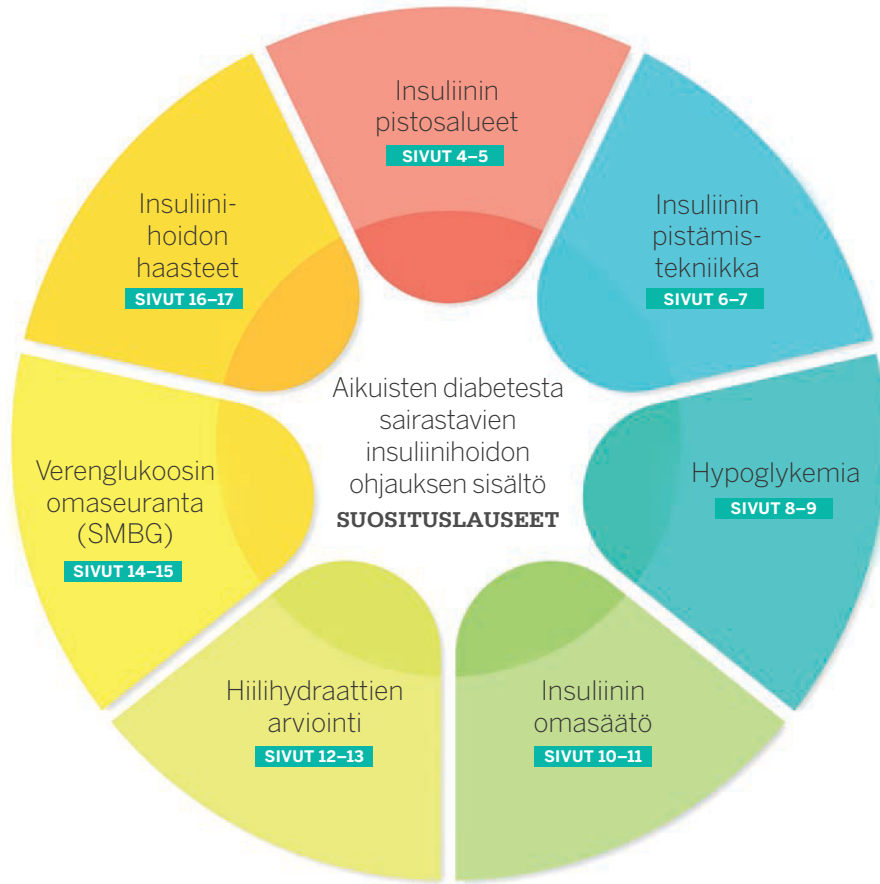 Insuliinin
pistosalueet
SIVUT 4–5
Insuliinin
pistämis-
tekniikka
SIVUT 6–7
Hypoglykemia
SIVUT 8–9
Insuliinin
omasäätö
SIVUT 10–11
Hiilihydraattien
arviointi
SIVUT 12–13
Verenglukoosin
omaseuranta
(SMBG)
SIVUT 14–15
Insuliini-
hoidon
haasteet
SIVUT 16–17
Aikuisten diabetesta
sairastavien
insuliinihoidon
ohjauksen sisältö
SUOSITUSLAUSEET